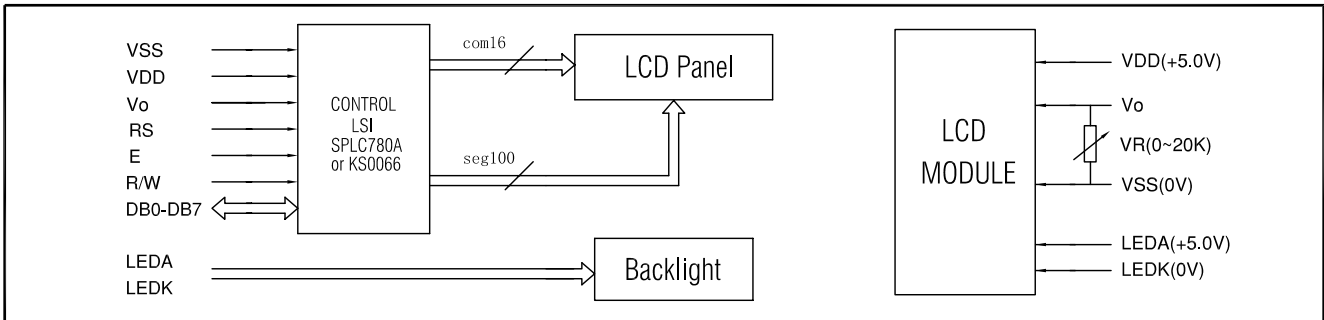 VSS
VDD
Vo
RS
E
R/W
DB0-DB7
LEDA
LEDK
CONTROL
LSI
SPLC780A
or KS0066
com16
seg100
LCD Panel
Backlight
LCD
MODULE
VDD(+5.0V)
Vo
VR(0~20K)
VSS(0V)
LEDA(+5.0V)
LEDK(0V)